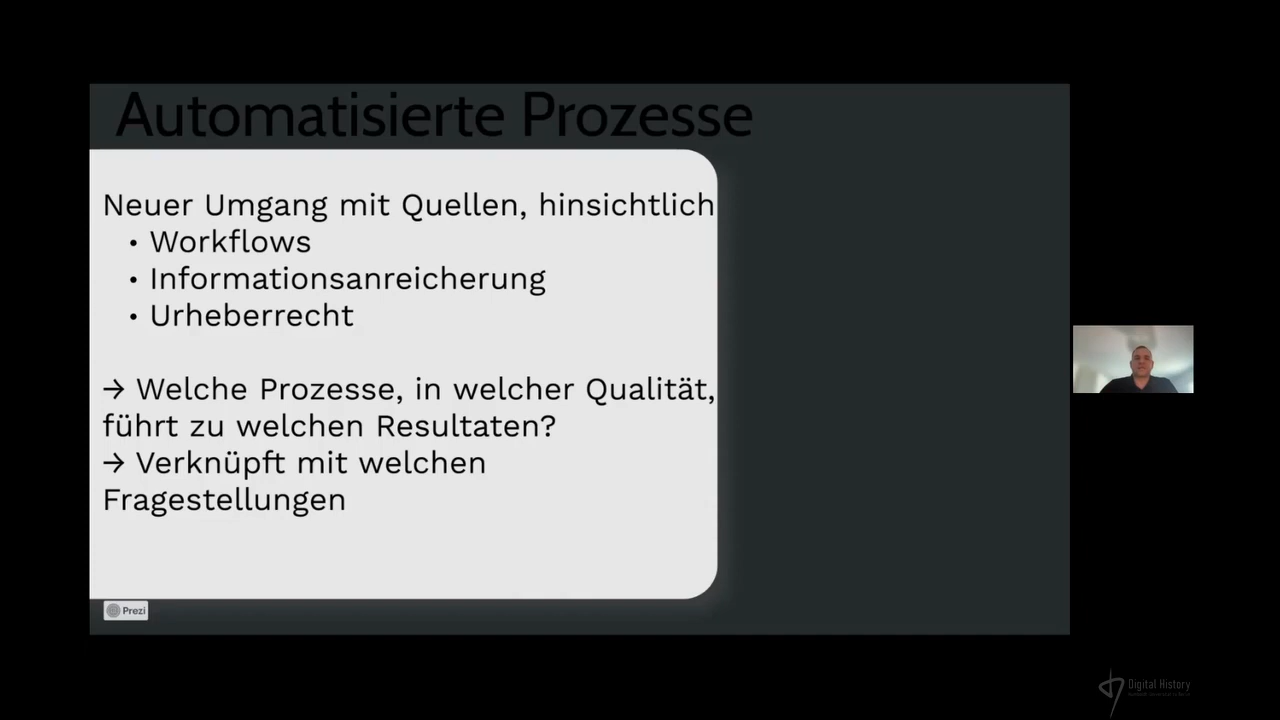 Automatisierte Prozesse
Neuer Umgang mit Quellen, hinsichtlich
• Workflows
• Informationsanreicherung
• Urheberrecht
→ Welche Prozesse, in welcher Qualität,
führt zu welchen Resultaten?
→ Verknüpft mit welchen
Fragestellungen
Prezi
Digital History